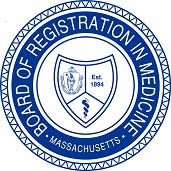 BOARD OF REGISTRATION IN MEDICINE
Est.
1894
· MASSACHUSETTS ·